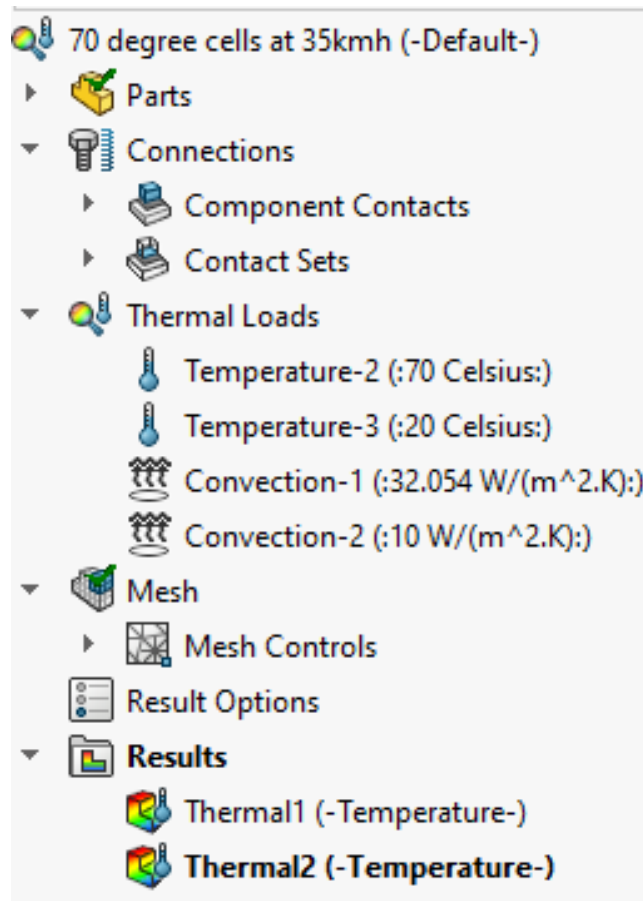 70 degree cells at 35kmh (-Default-)
Parts
Connections
Component Contacts
Contact Sets
Thermal Loads
Temperature-2 (:70 Celsius:)
Temperature-3 (:20 Celsius:)
Convection-1 (:32.054 W/(m^2.K):)
Convection-2 (:10 W/(m^2.K):)
Mesh
Mesh Controls
Result Options
Results
Thermal1 (-Temperature-)
Thermal2 (-Temperature-)